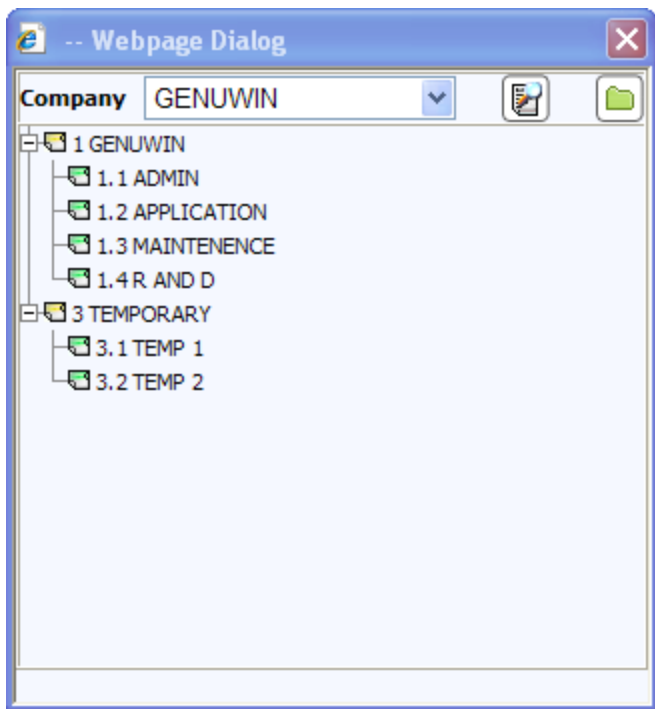 -- Webpage Dialog
Company GENUWIN
1 GENUWIN
1.1 ADMIN
1.2 APPLICATION
1.3 MAINTENENCE
1.4 R AND D
3 TEMPORARY
3.1 TEMP 1
3.2 TEMP 2